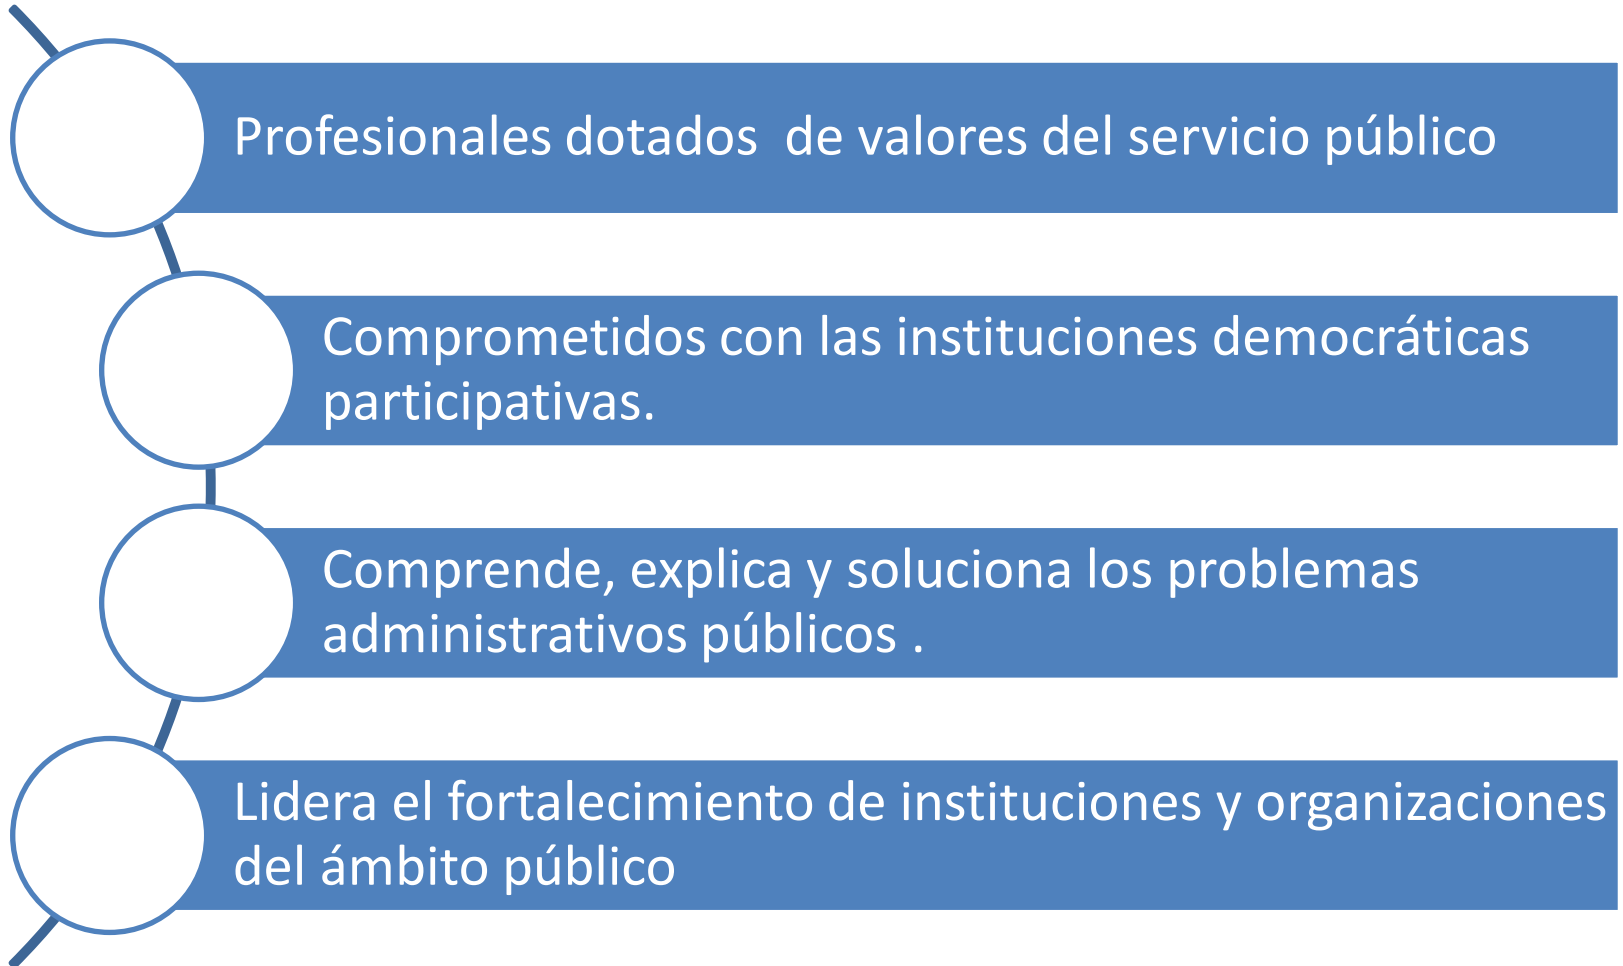 Profesionales dotados  de valores del servicio público
Comprometidos con las instituciones democráticas
participativas.
Comprende, explica y soluciona los problemas
administrativos públicos .
Lidera el fortalecimiento de instituciones y organizaciones
del ámbito público